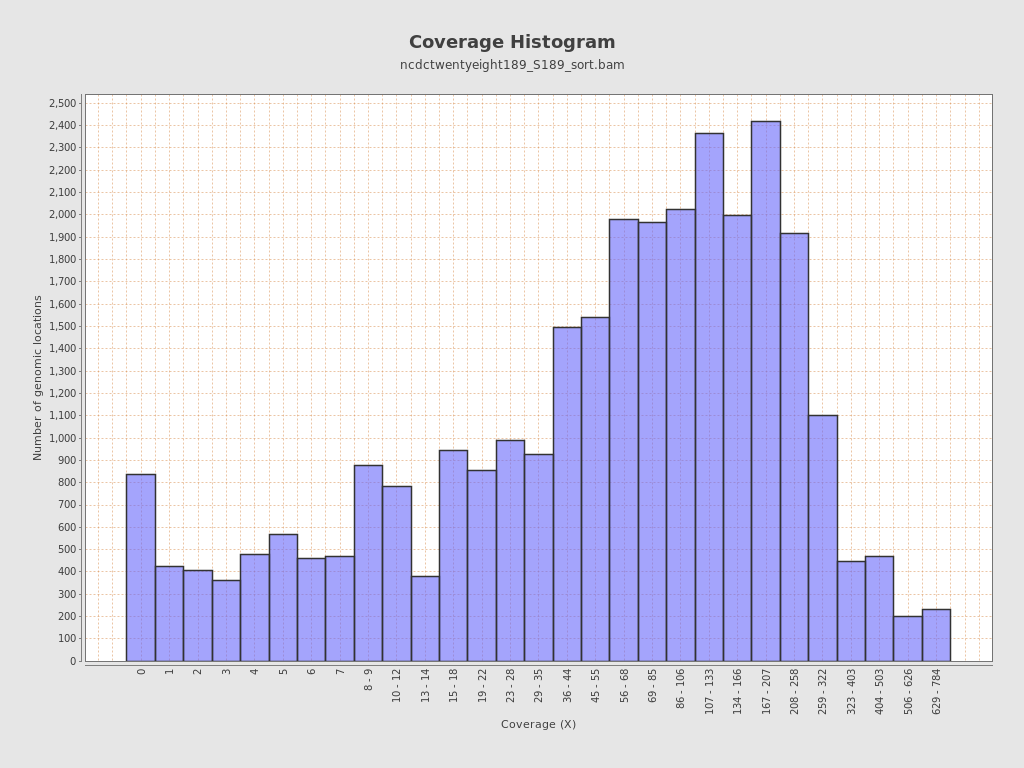 Coverage Histogram
ncdctwentyeight189_S189_sort.bam
Number of genomic locations
2,500
2,400
2,300
2,200
2,100
2,000
1,900
1,800
1,700
1,600
1,500
1,400
1,300
1,200
1,100
1,000
900
800
700
600
500
400
300
200
100
0
0
1
2
3
4
5
6
7
8 - 9
10 - 12
13 - 14
15 - 18
19 - 22
23 - 28
29 - 35
36 - 44
45 - 55
56 - 68
69 - 85
86 - 106
107 - 133
134 - 166
167 - 207
208 - 258
259 - 322
323 - 403
404 - 503
506 - 626
629 - 784
Coverage (X)